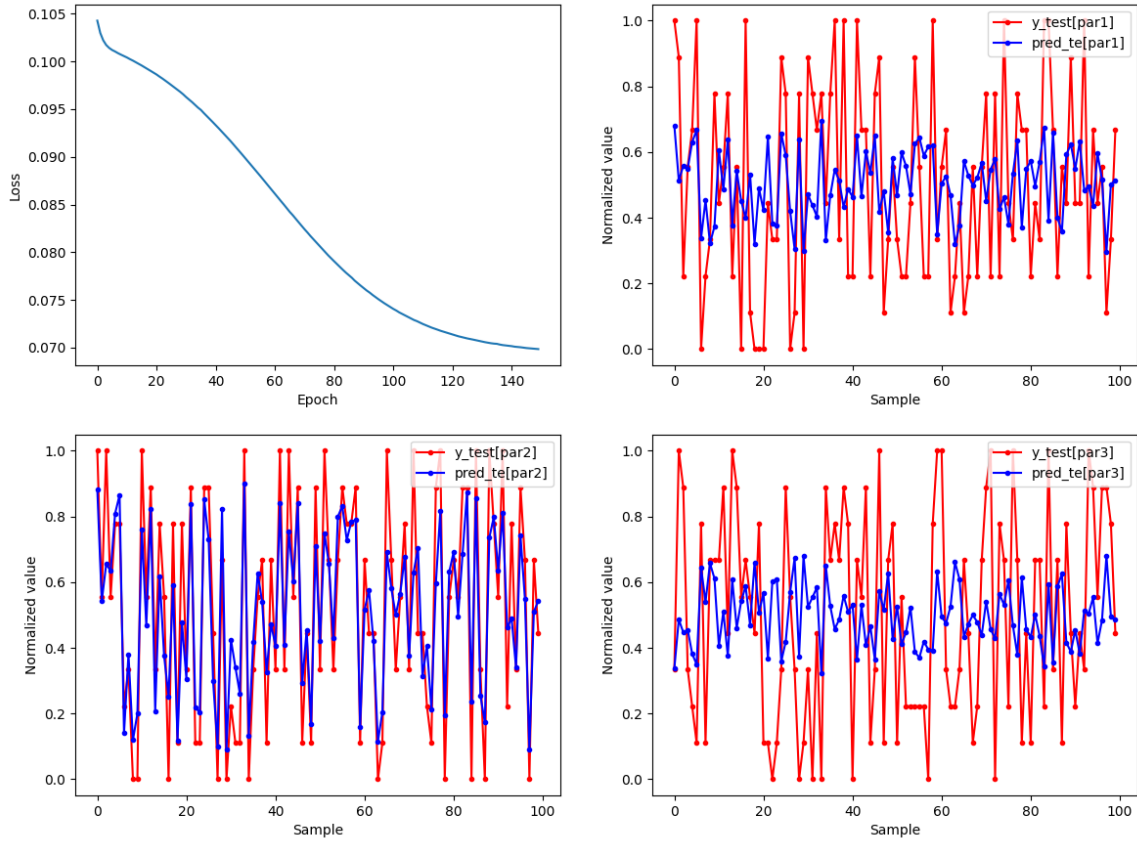 0.105
0.100
0.095
0.090
0.085
0.080
0.075
0.070
Loss
0 20 40 60 80 100 120 140
Epoch
1.0
0.8
0.6
0.4
0.2
0.0
Normalized value
y_test[par1]
pred_te[par1]
0 20 40 60 80 100
Sample
1.0
0.8
0.6
0.4
0.2
0.0
Normalized value
y_test[par2]
pred_te[par2]
0 20 40 60 80 100
Sample
1.0
0.8
0.6
0.4
0.2
0.0
Normalized value
y_test[par3]
pred_te[par3]
0 20 40 60 80 100
Sample